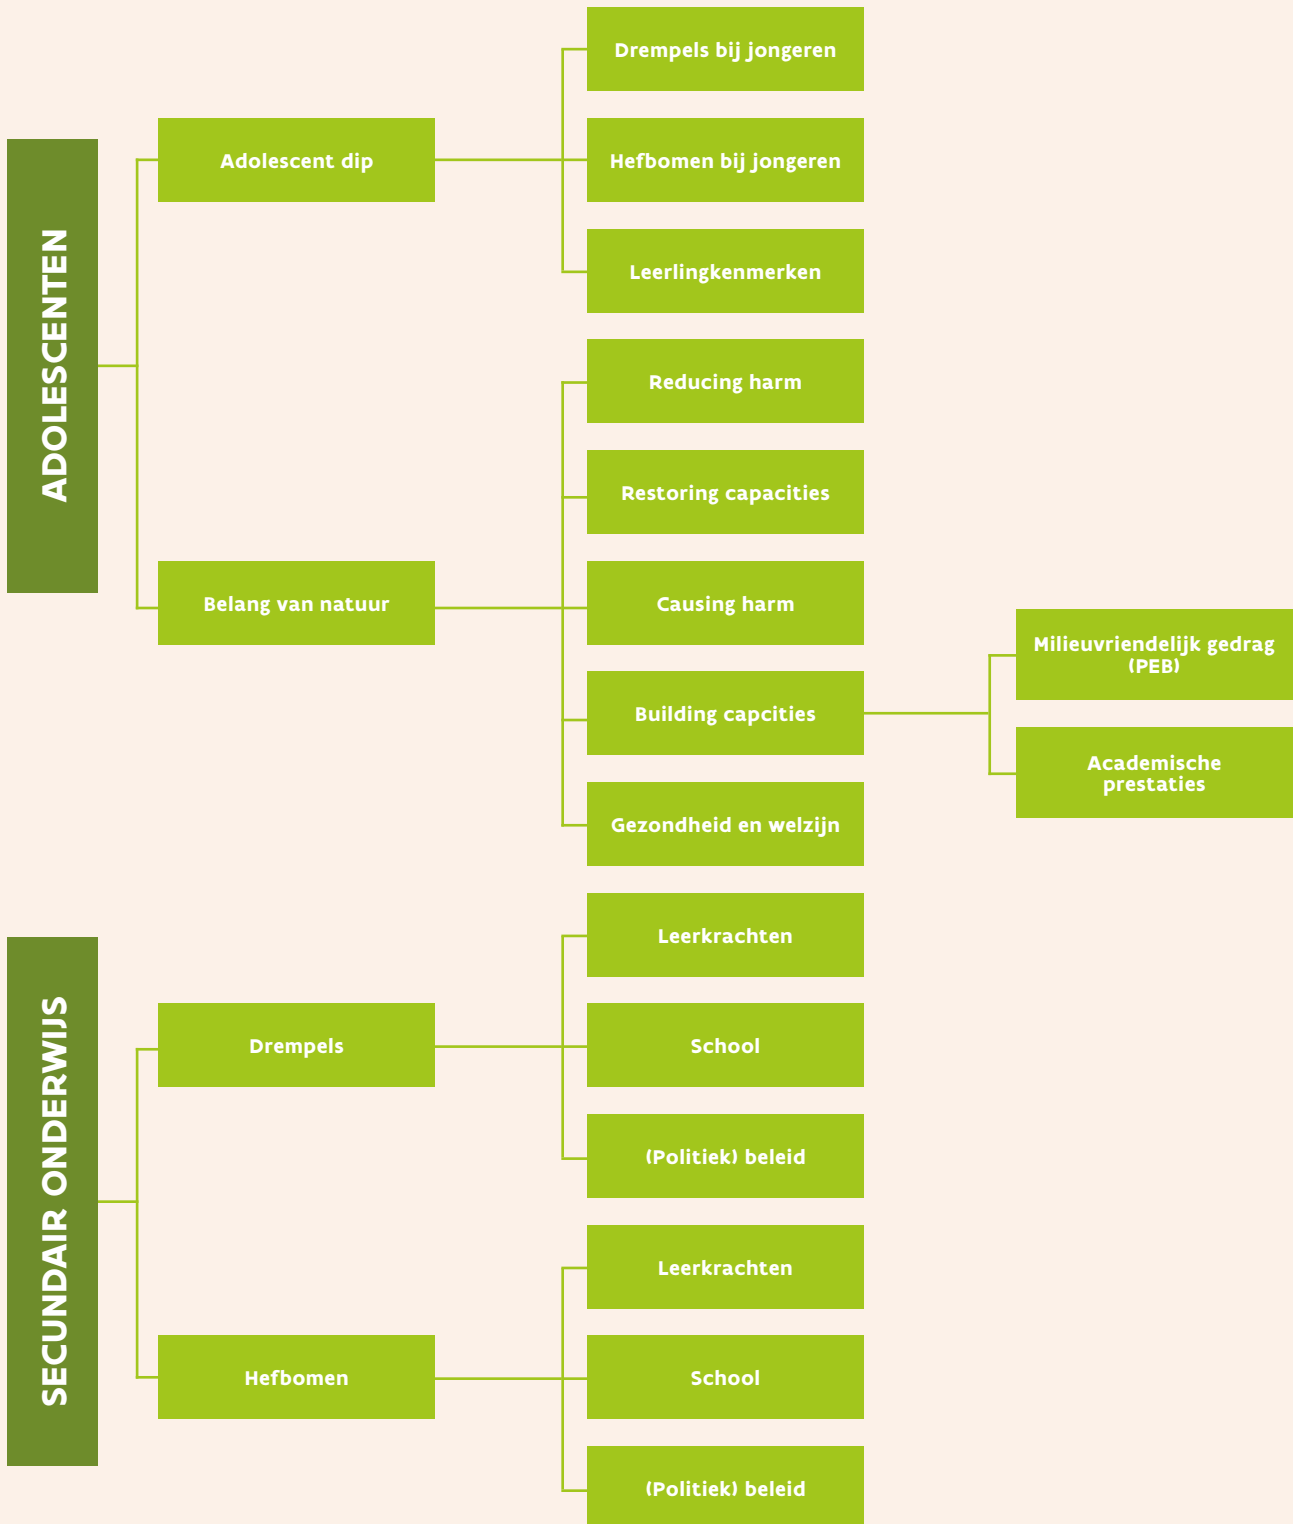 ADOLESCENTEN
Adolescent dip
Drempels bij jongeren
Hefbomen bij jongeren
Leerlingkenmerken
Belang van natuur
Reducing harm
Restoring capacities
Causing harm
Building capcities
Milieuvriendelijk gedrag
(PEB)
Academische
prestaties
Gezondheid en welzijn
SECUNDAIR ONDERWIJS
Drempels
Leerkrachten
School
(Politiek) beleid
Hefbomen
Leerkrachten
School
(Politiek) beleid